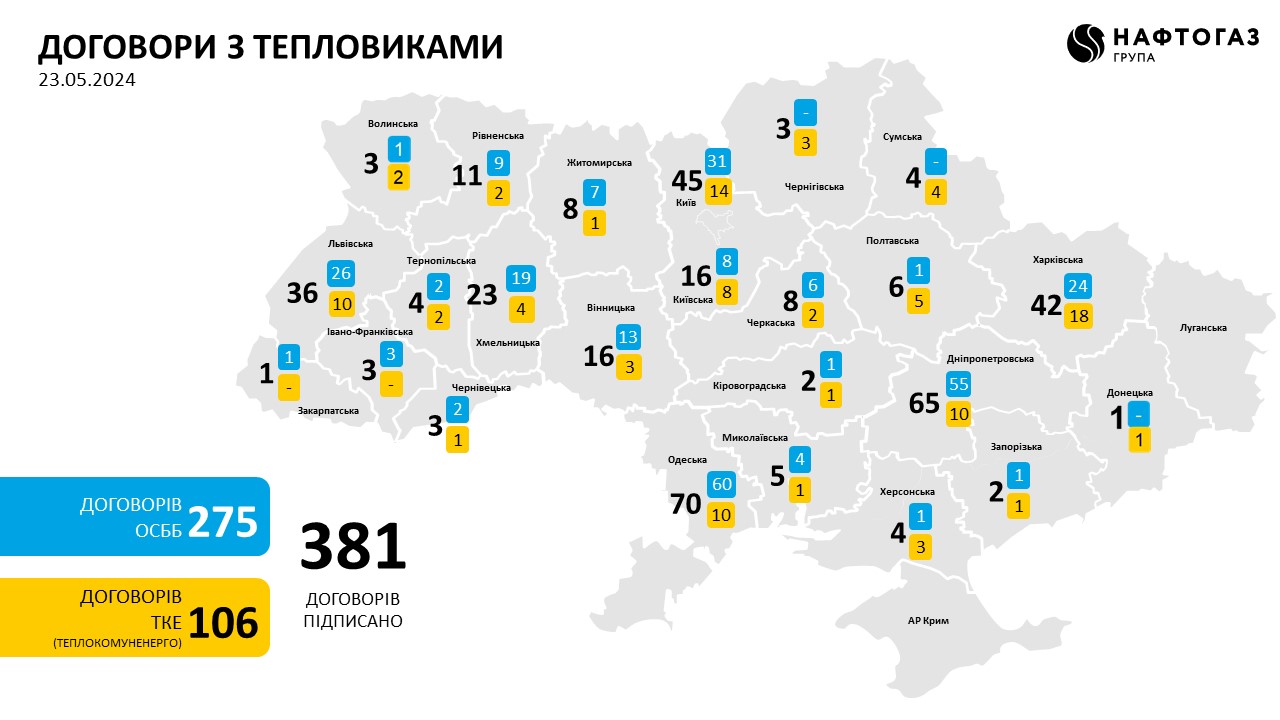 ДОГОВОРИ З ТЕПЛОВИКАМИ
23.05.2024
НАФТОГАЗ
ГРУПА
Волинська
3
1
2
Рівненська
11
9
2
Житомирська
8
7
1
45
31
14
Київ
3
-
3
Чернігівська
Сумська
4
-
4
Львівська
36
26
10
Тернопільська
4
2
2
23
19
4
Хмельницька
Вінницька
16
13
3
16
8
8
Київська
8
6
2
Черкаська
Полтавська
6
1
5
Харківська
42
24
18
Луганська
1
1
-
Закарпатська
Івано-Франківська
3
3
-
Чернівецька
3
2
1
Кіровоградська
2
1
1
Дніпропетровська
65
55
10
Донецька
1
-
1
Одеська
70
60
10
Миколаївська
5
4
1
Херсонська
4
1
3
Запорізька
2
1
1
АР Крим
ДОГОВОРІВ
ОСББ
275
ДОГОВОРІВ
ТКЕ
(ТЕПЛОКОМУНЕНЕРГО)
106
381
ДОГОВОРІВ
ПІДПИСАНО